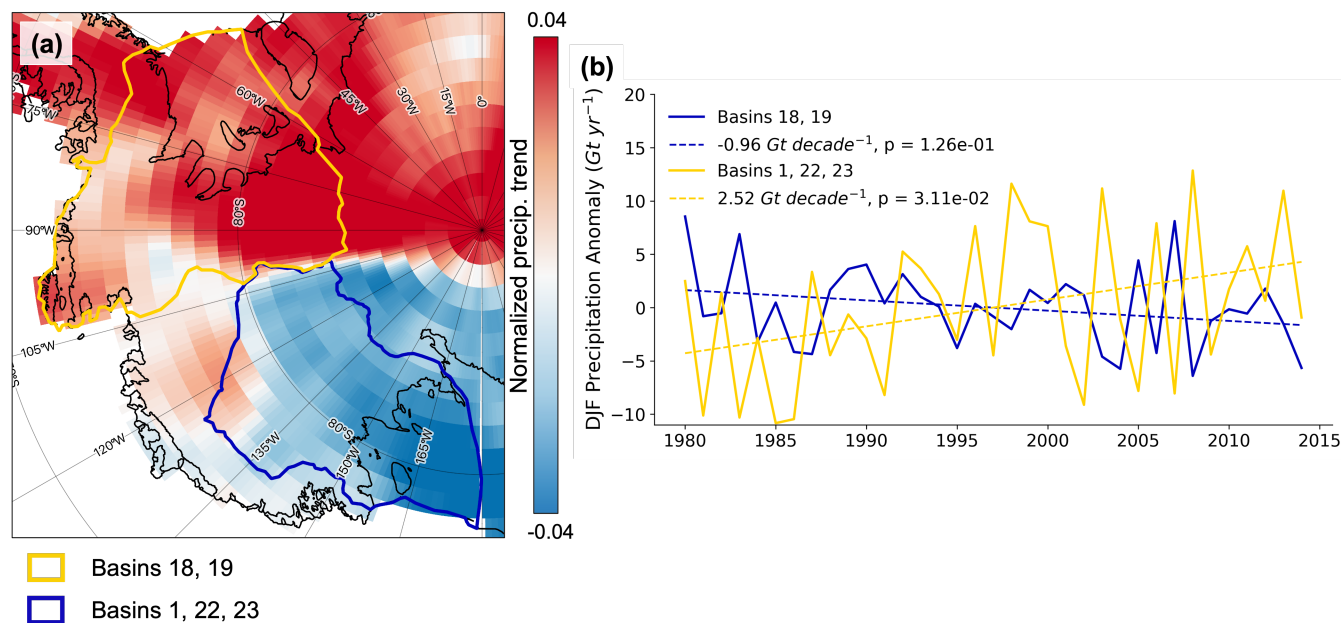 (a)
0.04
75°W
60°W
45°W
30°W
15°W
0°
80°S
90°W
105°W
120°W
135°W
80°S
150°W
165°W
Normalized precip. trend
-0.04
Basins 18, 19
Basins 1, 22, 23
(b)
DJF Precipitation Anomaly (Gt yr⁻¹)
20
15
10
5
0
−5
−10
Basins 18, 19
-0.96 Gt decade⁻¹, p = 1.26e-01
Basins 1, 22, 23
2.52 Gt decade⁻¹, p = 3.11e-02
1980 1985 1990 1995 2000 2005 2010 2015